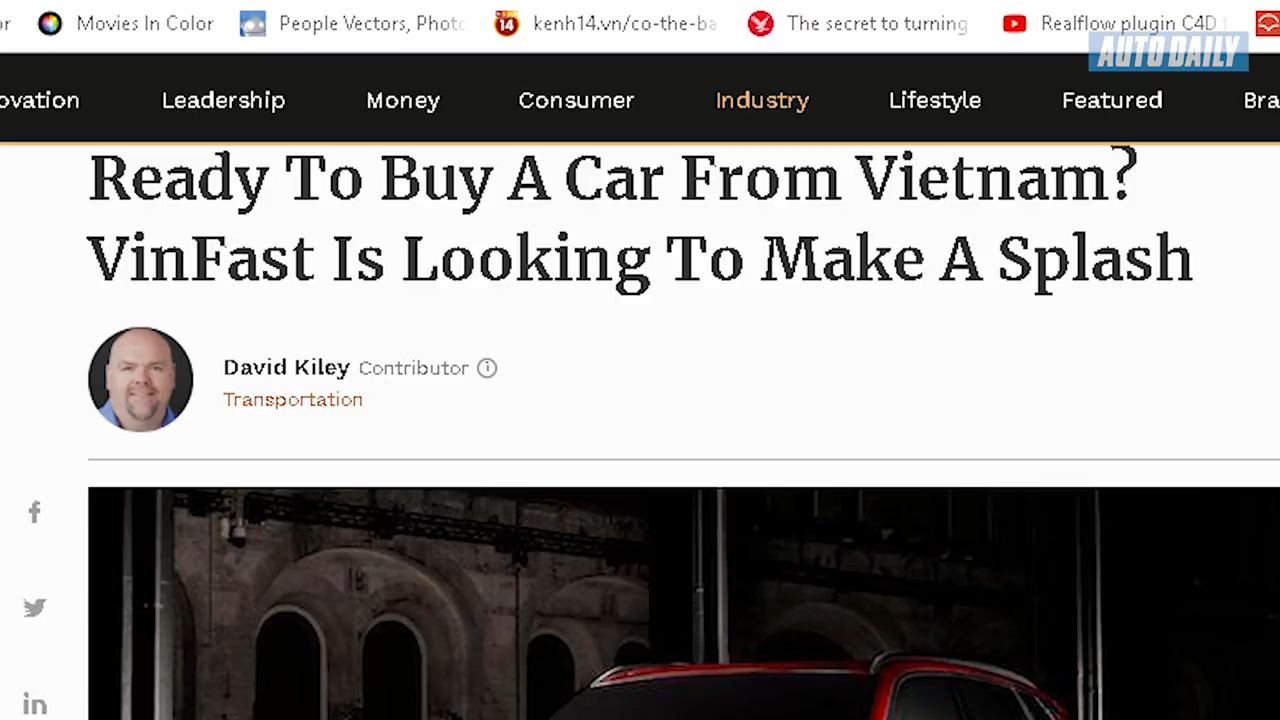 Movies In Color
People Vectors, Photo
14
kenh14.vn/co-the-ba
The secret to turning
Realflow plugin C4D f
AUTO DAILY
ovation
Leadership
Money
Consumer
Industry
Lifestyle
Featured
Bra
Ready To Buy A Car From Vietnam?
VinFast Is Looking To Make A Splash
David Kiley Contributor
Transportation
f
in